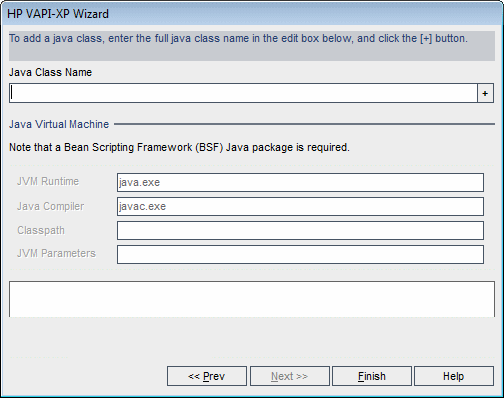 HP VAPI-XP Wizard
To add a java class, enter the full java class name in the edit box below, and click the [+] button.
Java Class Name
+
Java Virtual Machine
Note that a Bean Scripting Framework (BSF) Java package is required.
JVM Runtime java.exe
Java Compiler javac.exe
Classpath
JVM Parameters
<< Prev Next >> Finish Help